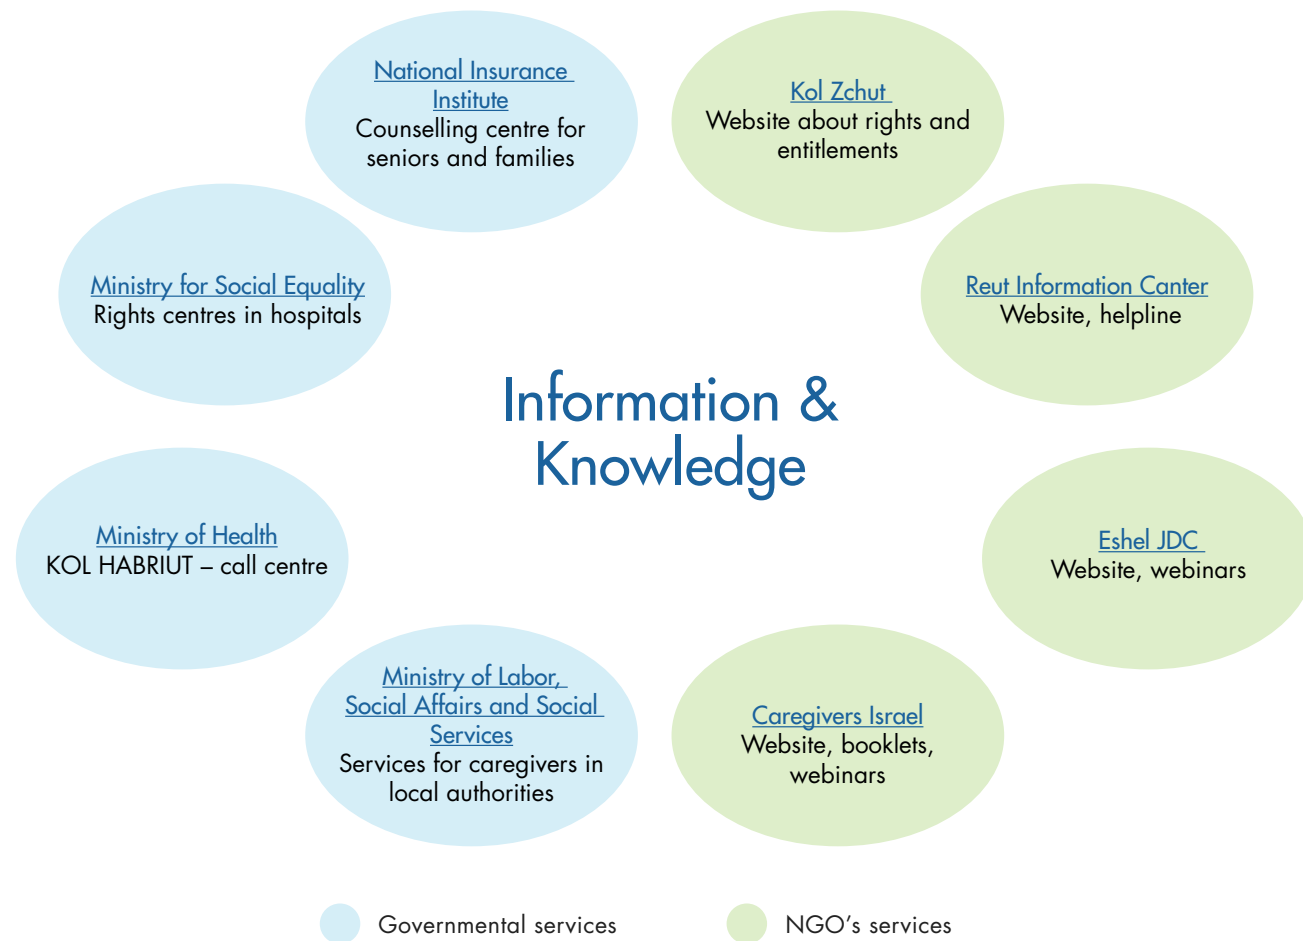 National Insurance
Institute
Counselling centre for
seniors and families
Kol Zchut
Website about rights and
entitlements
Ministry for Social Equality
Rights centres in hospitals
Reut Information Canter
Website, helpline
Information &
Knowledge
Ministry of Health
KOL HABRIUT – call centre
Eshel JDC
Website, webinars
Ministry of Labor,
Social Affairs and Social
Services
Services for caregivers in
local authorities
Caregivers Israel
Website, booklets,
webinars
Governmental services
NGO's services